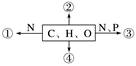 ②
① N C、H、O N、P ③
④